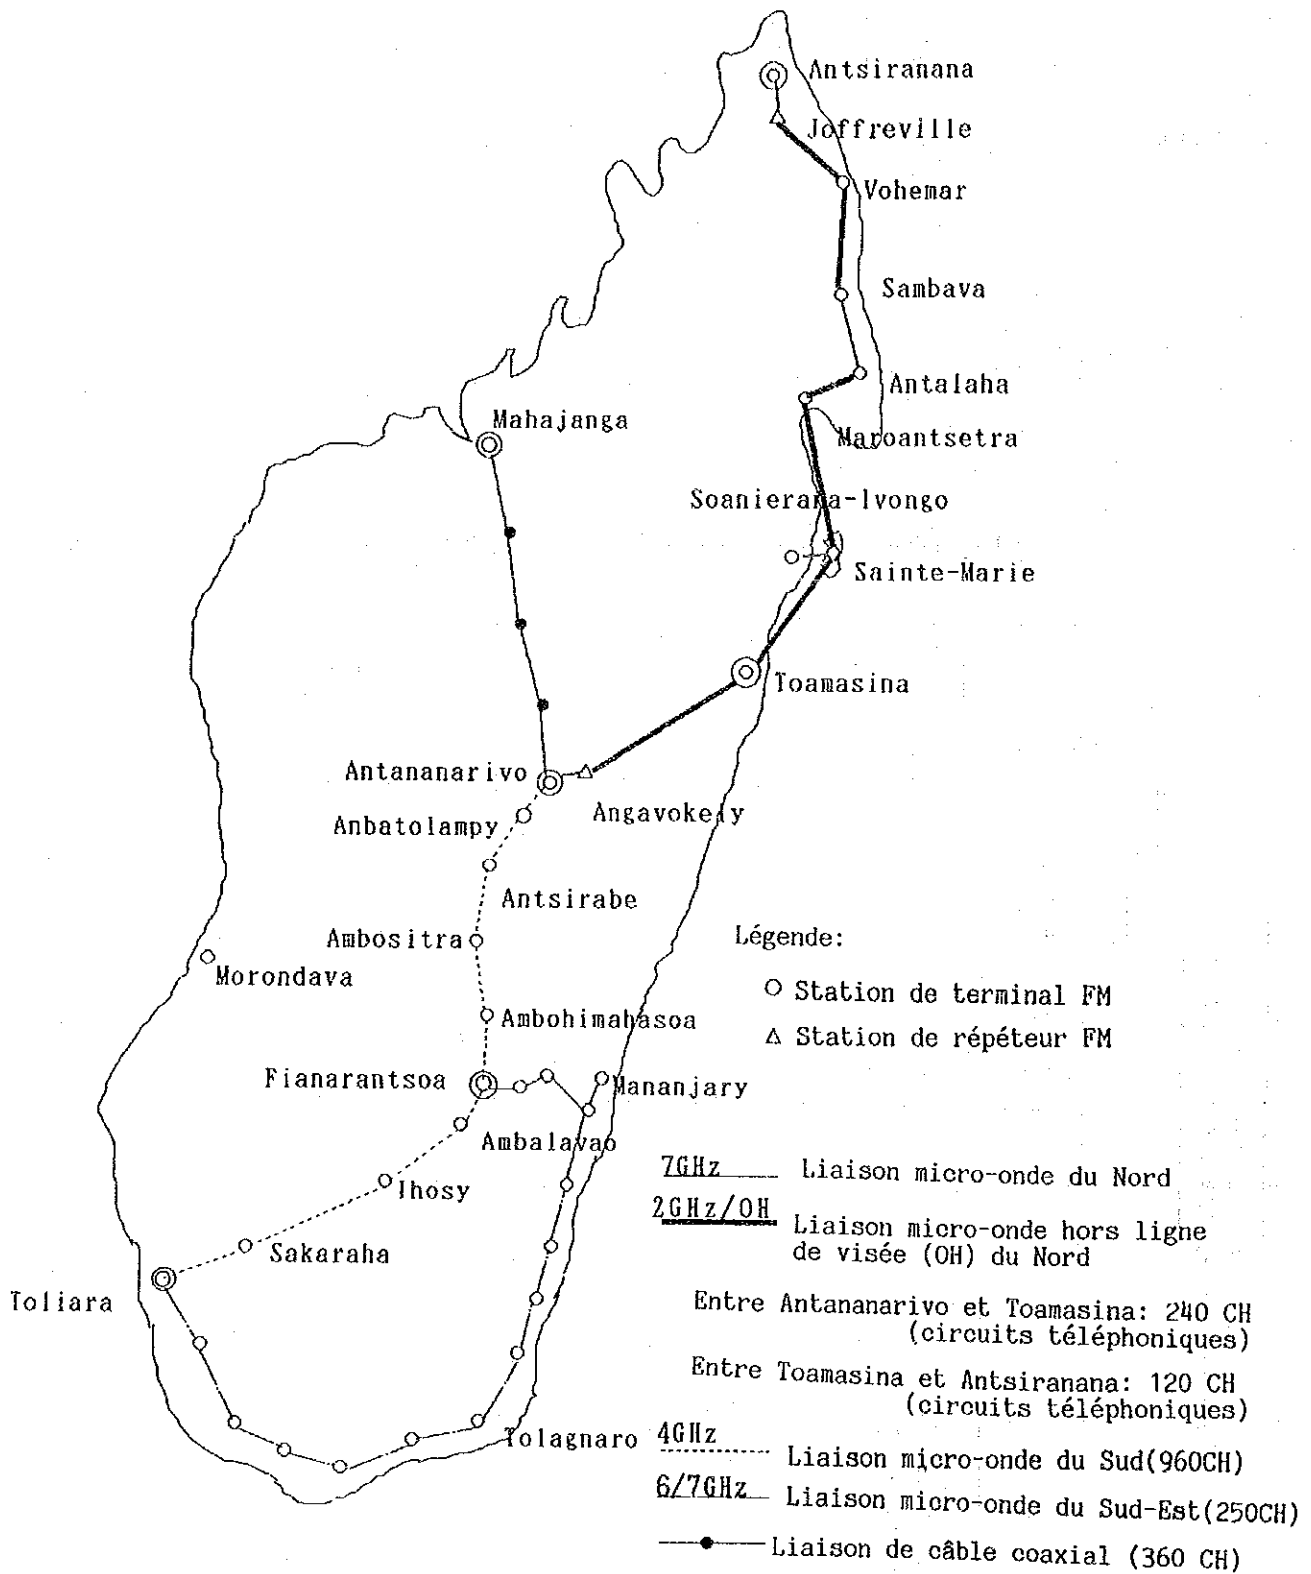 Antsiranana
Joffreville
Vohemar
Sambava
Antalaha
Mahajanga
Maroantsetra
Soanierana-Ivongo
Sainte-Marie
Toamasina
Antananarivo
Angavokely
Anbatolampy
Antsirabe
Ambositra
Morondava
Ambohimahasoa
Fianarantsoa
Mananjary
Ambalavao
Ihosy
Sakaraha
Toliara
Tolagnaro
Légende:
Station de terminal FM
Station de répéteur FM
7GHz Liaison micro-onde du Nord
2GHz/OH Liaison micro-onde hors ligne
de visée (OH) du Nord
Entre Antananarivo et Toamasina: 240 CH
(circuits téléphoniques)
Entre Toamasina et Antsiranana: 120 CH
(circuits téléphoniques)
4GHz Liaison micro-onde du Sud(960CH)
6/7GHz Liaison micro-onde du Sud-Est(250CH)
Liaison de câble coaxial (360 CH)